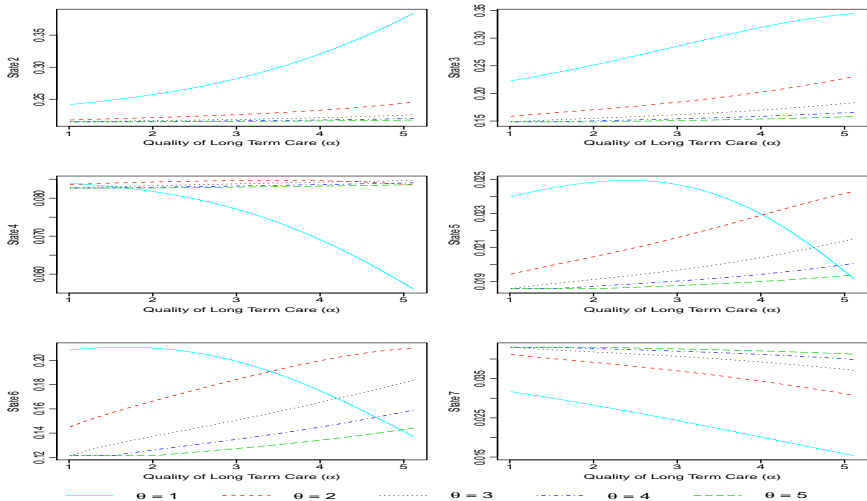 State 2
0.25 0.30 0.35
1 2 3 4 5
Quality of Long Term Care (α)
State 3
0.15 0.20 0.25 0.35
1 2 3 4 5
Quality of Long Term Care (α)
State 4
0.060 0.070 0.080
1 2 3 4 5
Quality of Long Term Care (α)
State 5
0.019 0.021 0.023 0.025
1 2 3 4 5
Quality of Long Term Care (α)
State 6
0.12 0.14 0.16 0.18 0.20
1 2 3 4 5
Quality of Long Term Care (α)
State 7
0.015 0.025 0.035
1 2 3 4 5
Quality of Long Term Care (α)
θ = 1 θ = 2 θ = 3 θ = 4 θ = 5